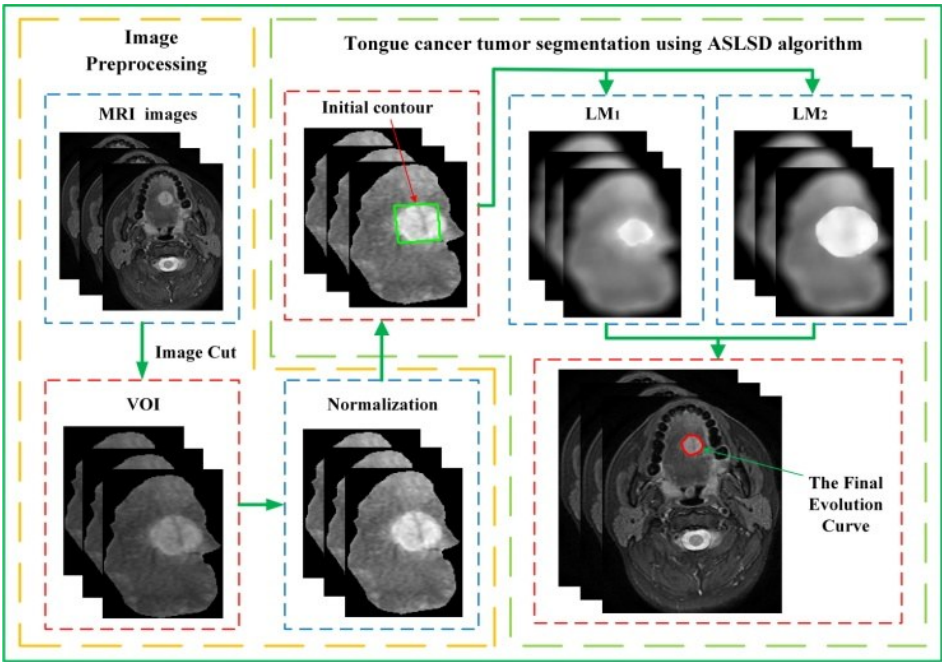 Image
Preprocessing
MRI images
Image Cut
VOI
Normalization
Tongue cancer tumor segmentation using ASLSD algorithm
Initial contour
LM1
LM2
The Final
Evolution
Curve